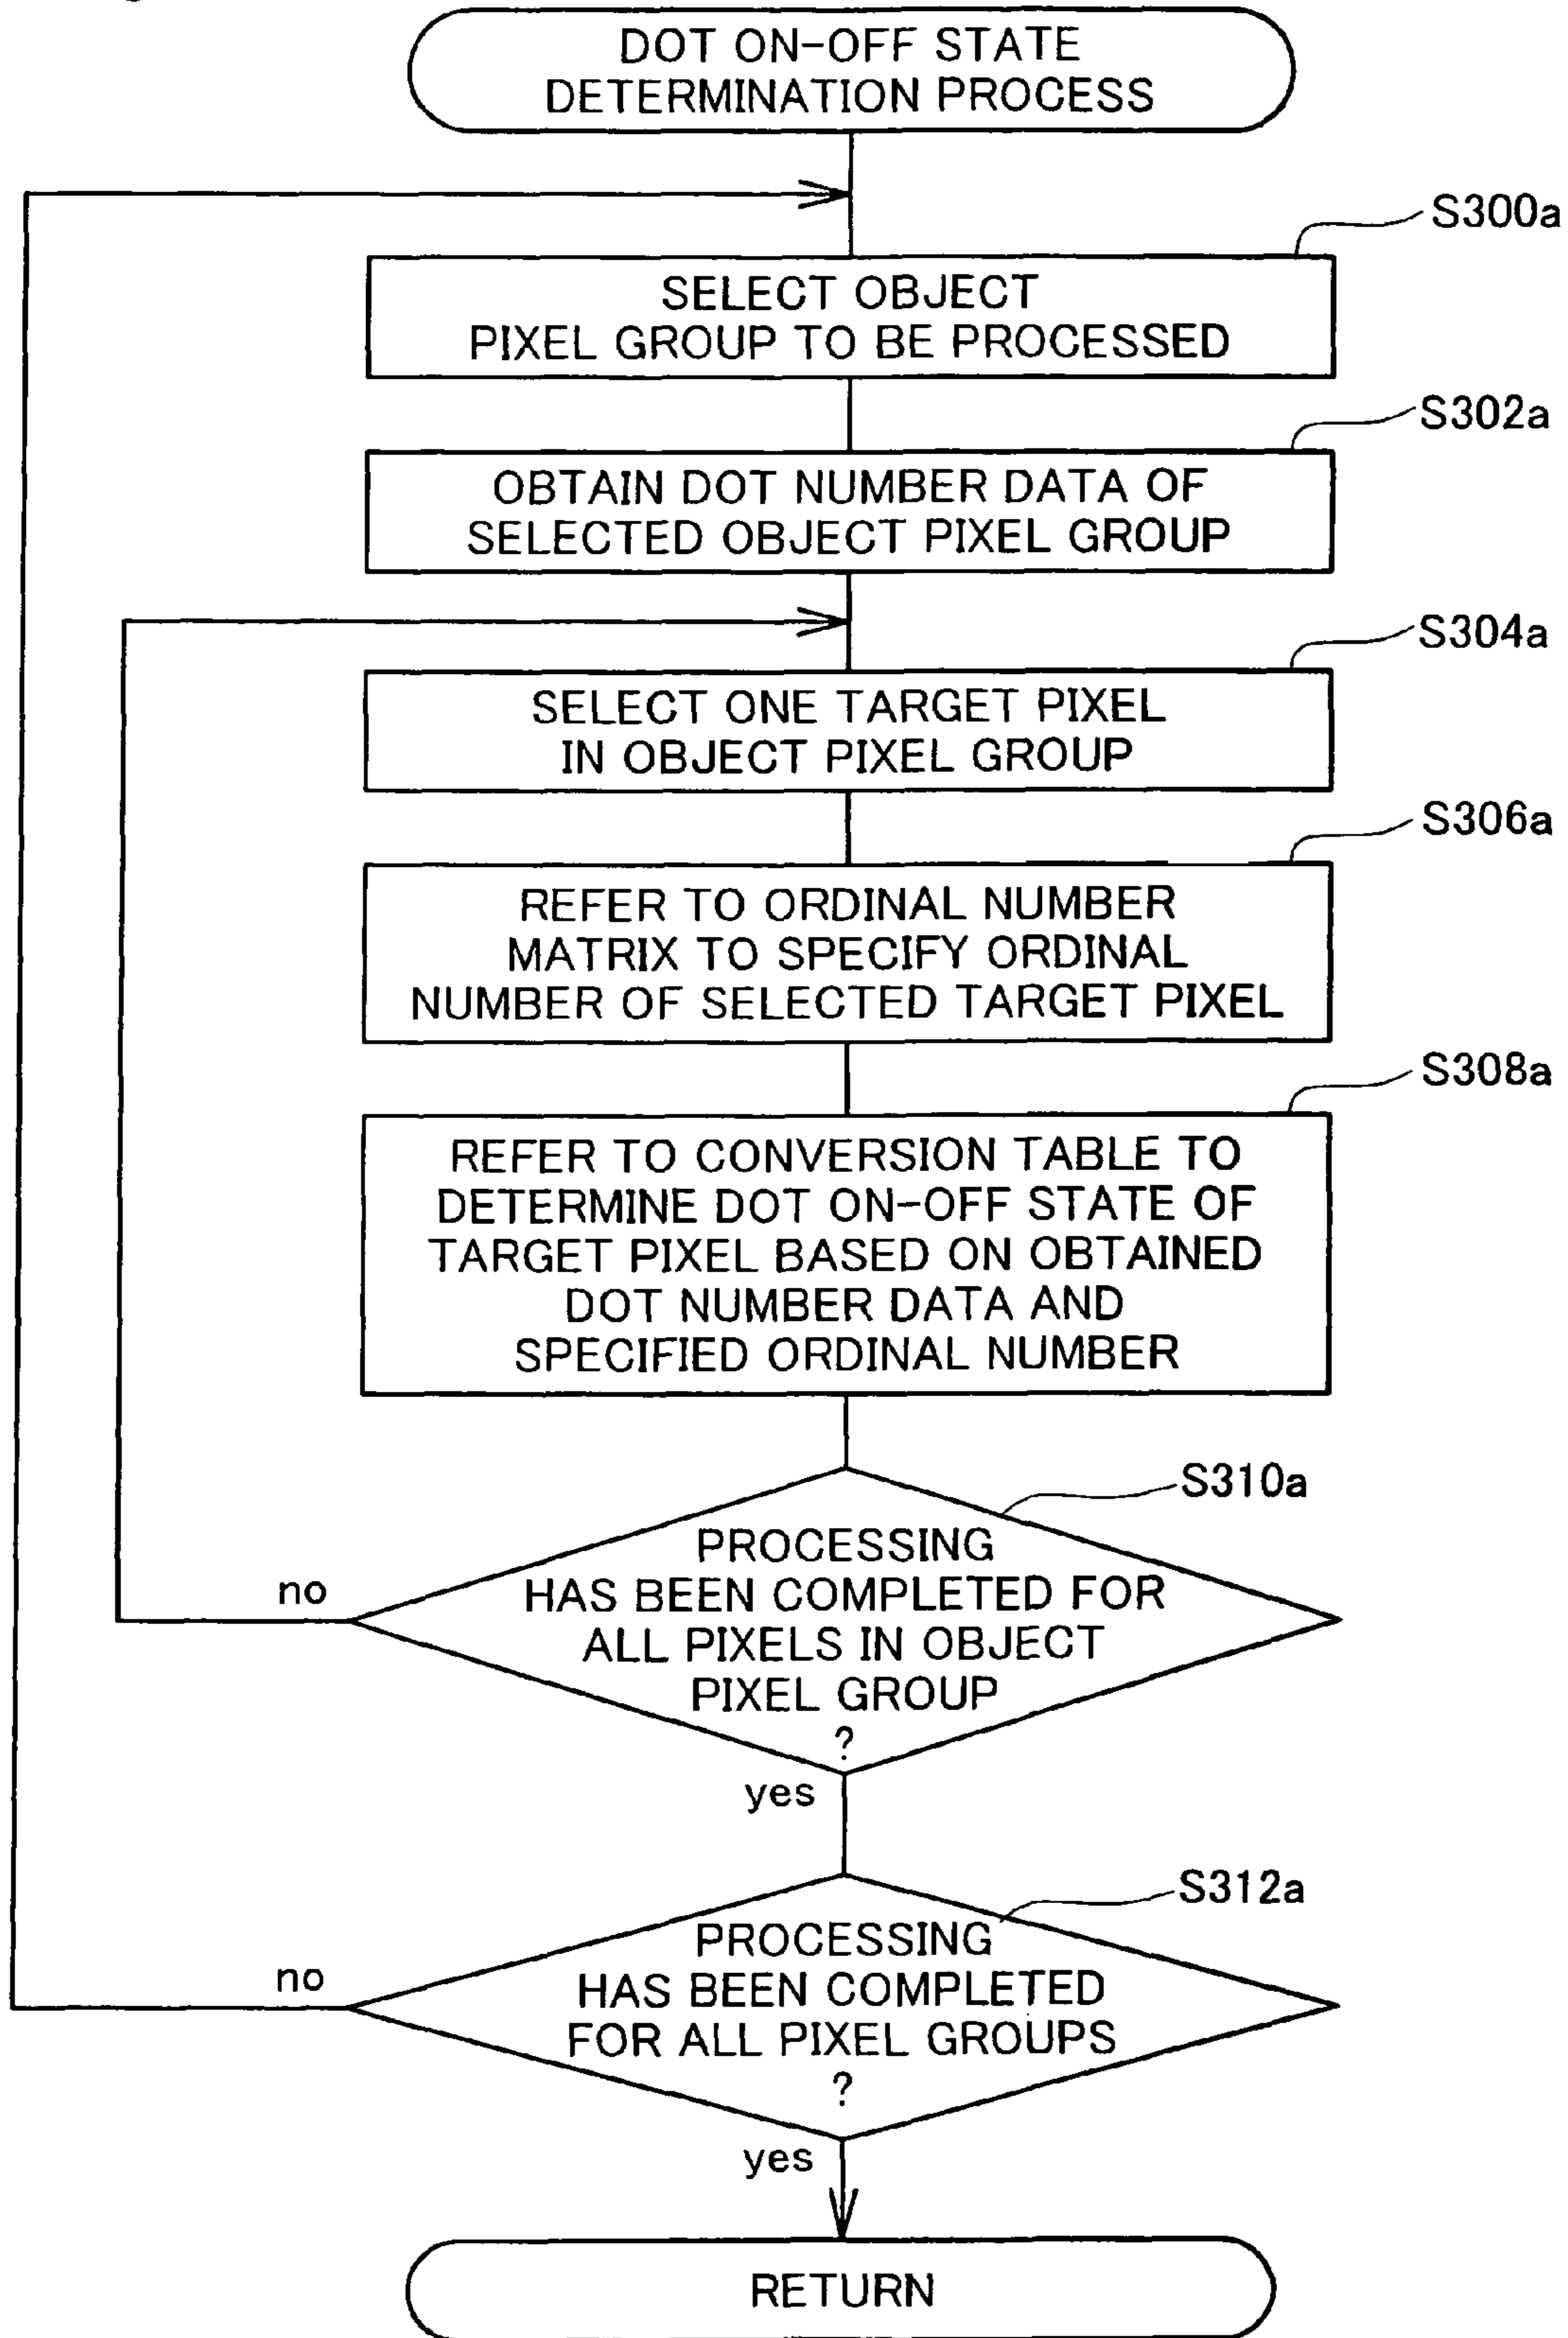 DOT ON-OFF STATE
DETERMINATION PROCESS
S300a
SELECT OBJECT
PIXEL GROUP TO BE PROCESSED
S302a
OBTAIN DOT NUMBER DATA OF
SELECTED OBJECT PIXEL GROUP
S304a
SELECT ONE TARGET PIXEL
IN OBJECT PIXEL GROUP
S306a
REFER TO ORDINAL NUMBER
MATRIX TO SPECIFY ORDINAL
NUMBER OF SELECTED TARGET PIXEL
S308a
REFER TO CONVERSION TABLE TO
DETERMINE DOT ON-OFF STATE OF
TARGET PIXEL BASED ON OBTAINED
DOT NUMBER DATA AND
SPECIFIED ORDINAL NUMBER
S310a
PROCESSING
HAS BEEN COMPLETED FOR
ALL PIXELS IN OBJECT
PIXEL GROUP
?
no
yes
S312a
PROCESSING
HAS BEEN COMPLETED
FOR ALL PIXEL GROUPS
?
no
yes
RETURN